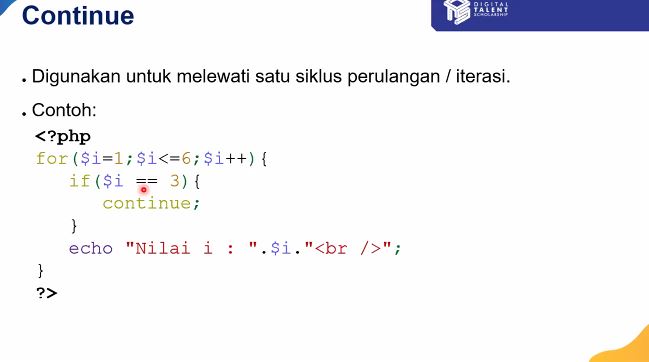 Continue
DIGITAL
TALENT
SCHOLARSHIP
. Digunakan untuk melewati satu siklus perulangan / iterasi.
. Contoh:
<?php
for($i=1;$i<=6;$i++){
if($i == 3){
continue;
}
echo "Nilai i : ".$i."<br />";
}
?>